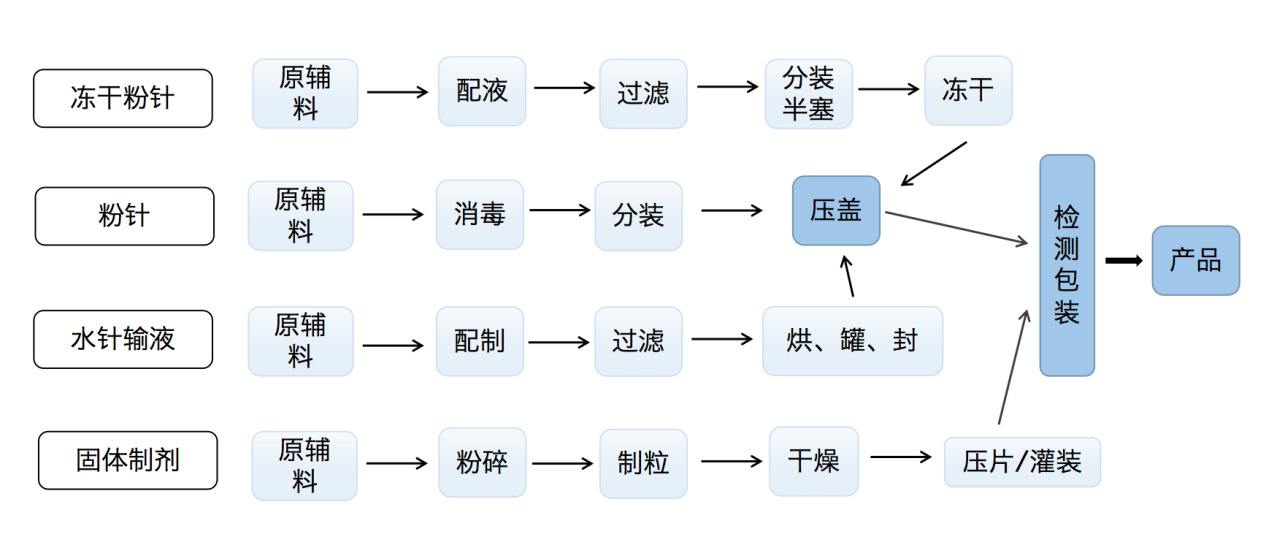 冻干粉针
原辅
料
配液
过滤
分装
半塞
冻干
粉针
原辅
料
消毒
分装
压盖
检
测
包
装
产品
水针输液
原辅
料
配制
过滤
烘、罐、封
固体制剂
原辅
料
粉碎
制粒
干燥
压片/灌装